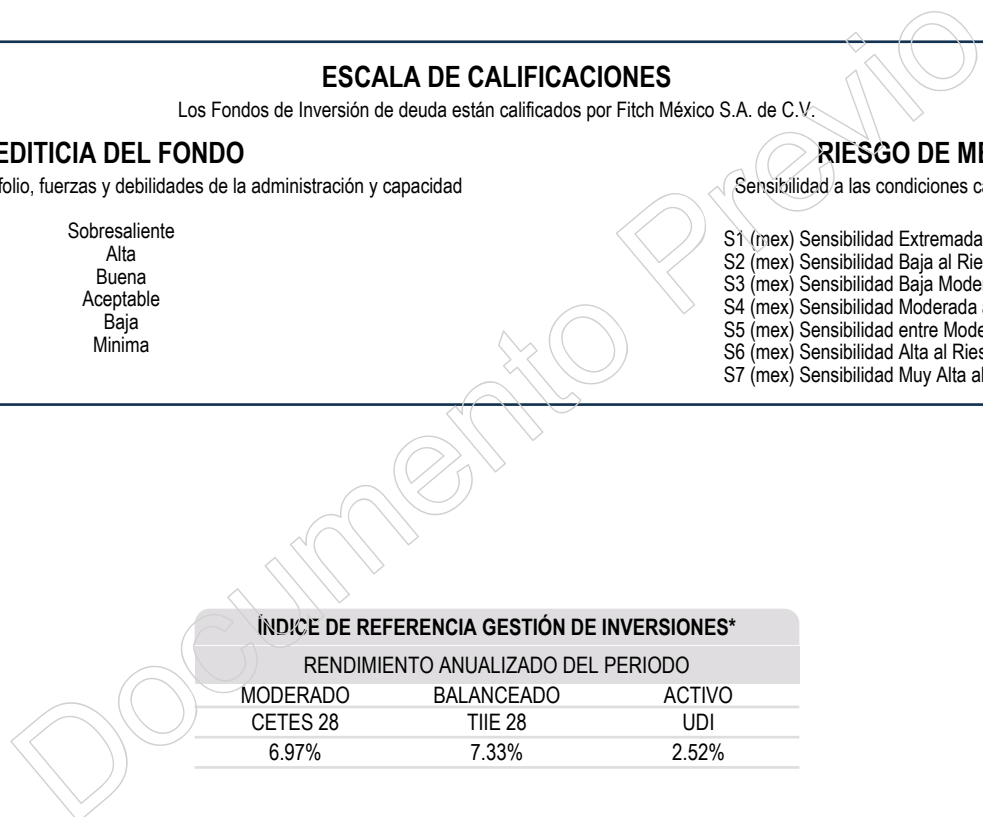 ESCALA DE CALIFICACIONES
Los Fondos de Inversión de deuda están calificados por Fitch México S.A. de C.V.
EDITICIA DEL FONDO
folio, fuerzas y debilidades de la administración y capacidad
Sobresaliente
Alta
Buena
Aceptable
Baja
Minima
RIESGO DE ME
Sensibilidad a las condiciones ca
S1 (mex) Sensibilidad Extremada
S2 (mex) Sensibilidad Baja al Rie
S3 (mex) Sensibilidad Baja Moder
S4 (mex) Sensibilidad Moderada a
S5 (mex) Sensibilidad entre Mode
S6 (mex) Sensibilidad Alta al Ries
S7 (mex) Sensibilidad Muy Alta al
ÍNDICE DE REFERENCIA GESTIÓN DE INVERSIONES*
RENDIMIENTO ANUALIZADO DEL PERIODO
MODERADO BALANCEADO ACTIVO
CETES 28 TIIE 28 UDI
6.97% 7.33% 2.52%
Documento Previo